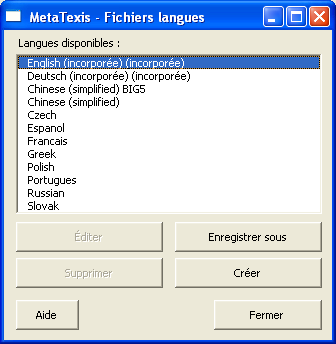 MetaTexis - Fichiers langues
Langues disponibles :
English (incorporée) (incorporée)
Deutsch (incorporée) (incorporée)
Chinese (simplified) BIG5
Chinese (simplified)
Czech
Espanol
Francais
Greek
Polish
Portugues
Russian
Slovak
Éditer Enregistrer sous
Supprimer Créer
Aide Fermer